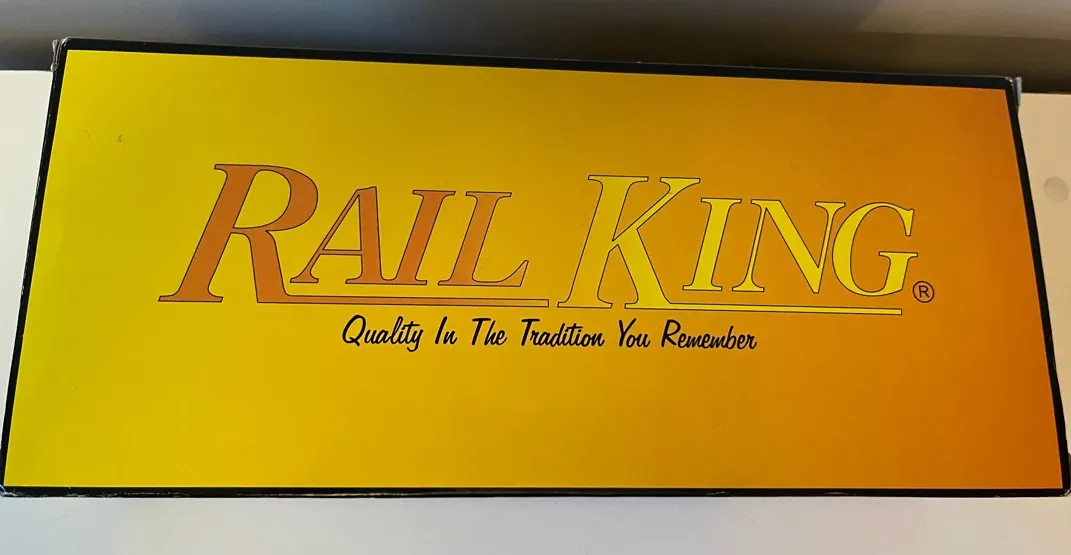 RAIL KING ®
Quality In The Tradition You Remember